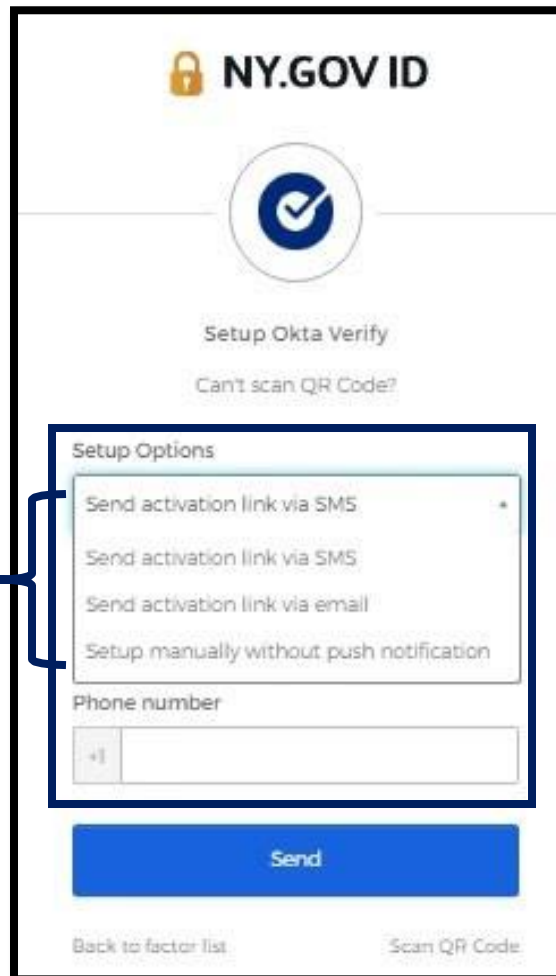 NY.GOV ID
Setup Okta Verify
Can't scan QR Code?
Setup Options
Send activation link via SMS
Send activation link via SMS
Send activation link via email
Setup manually without push notification
Phone number
+1
Send
Back to factor list
Scan QR Code